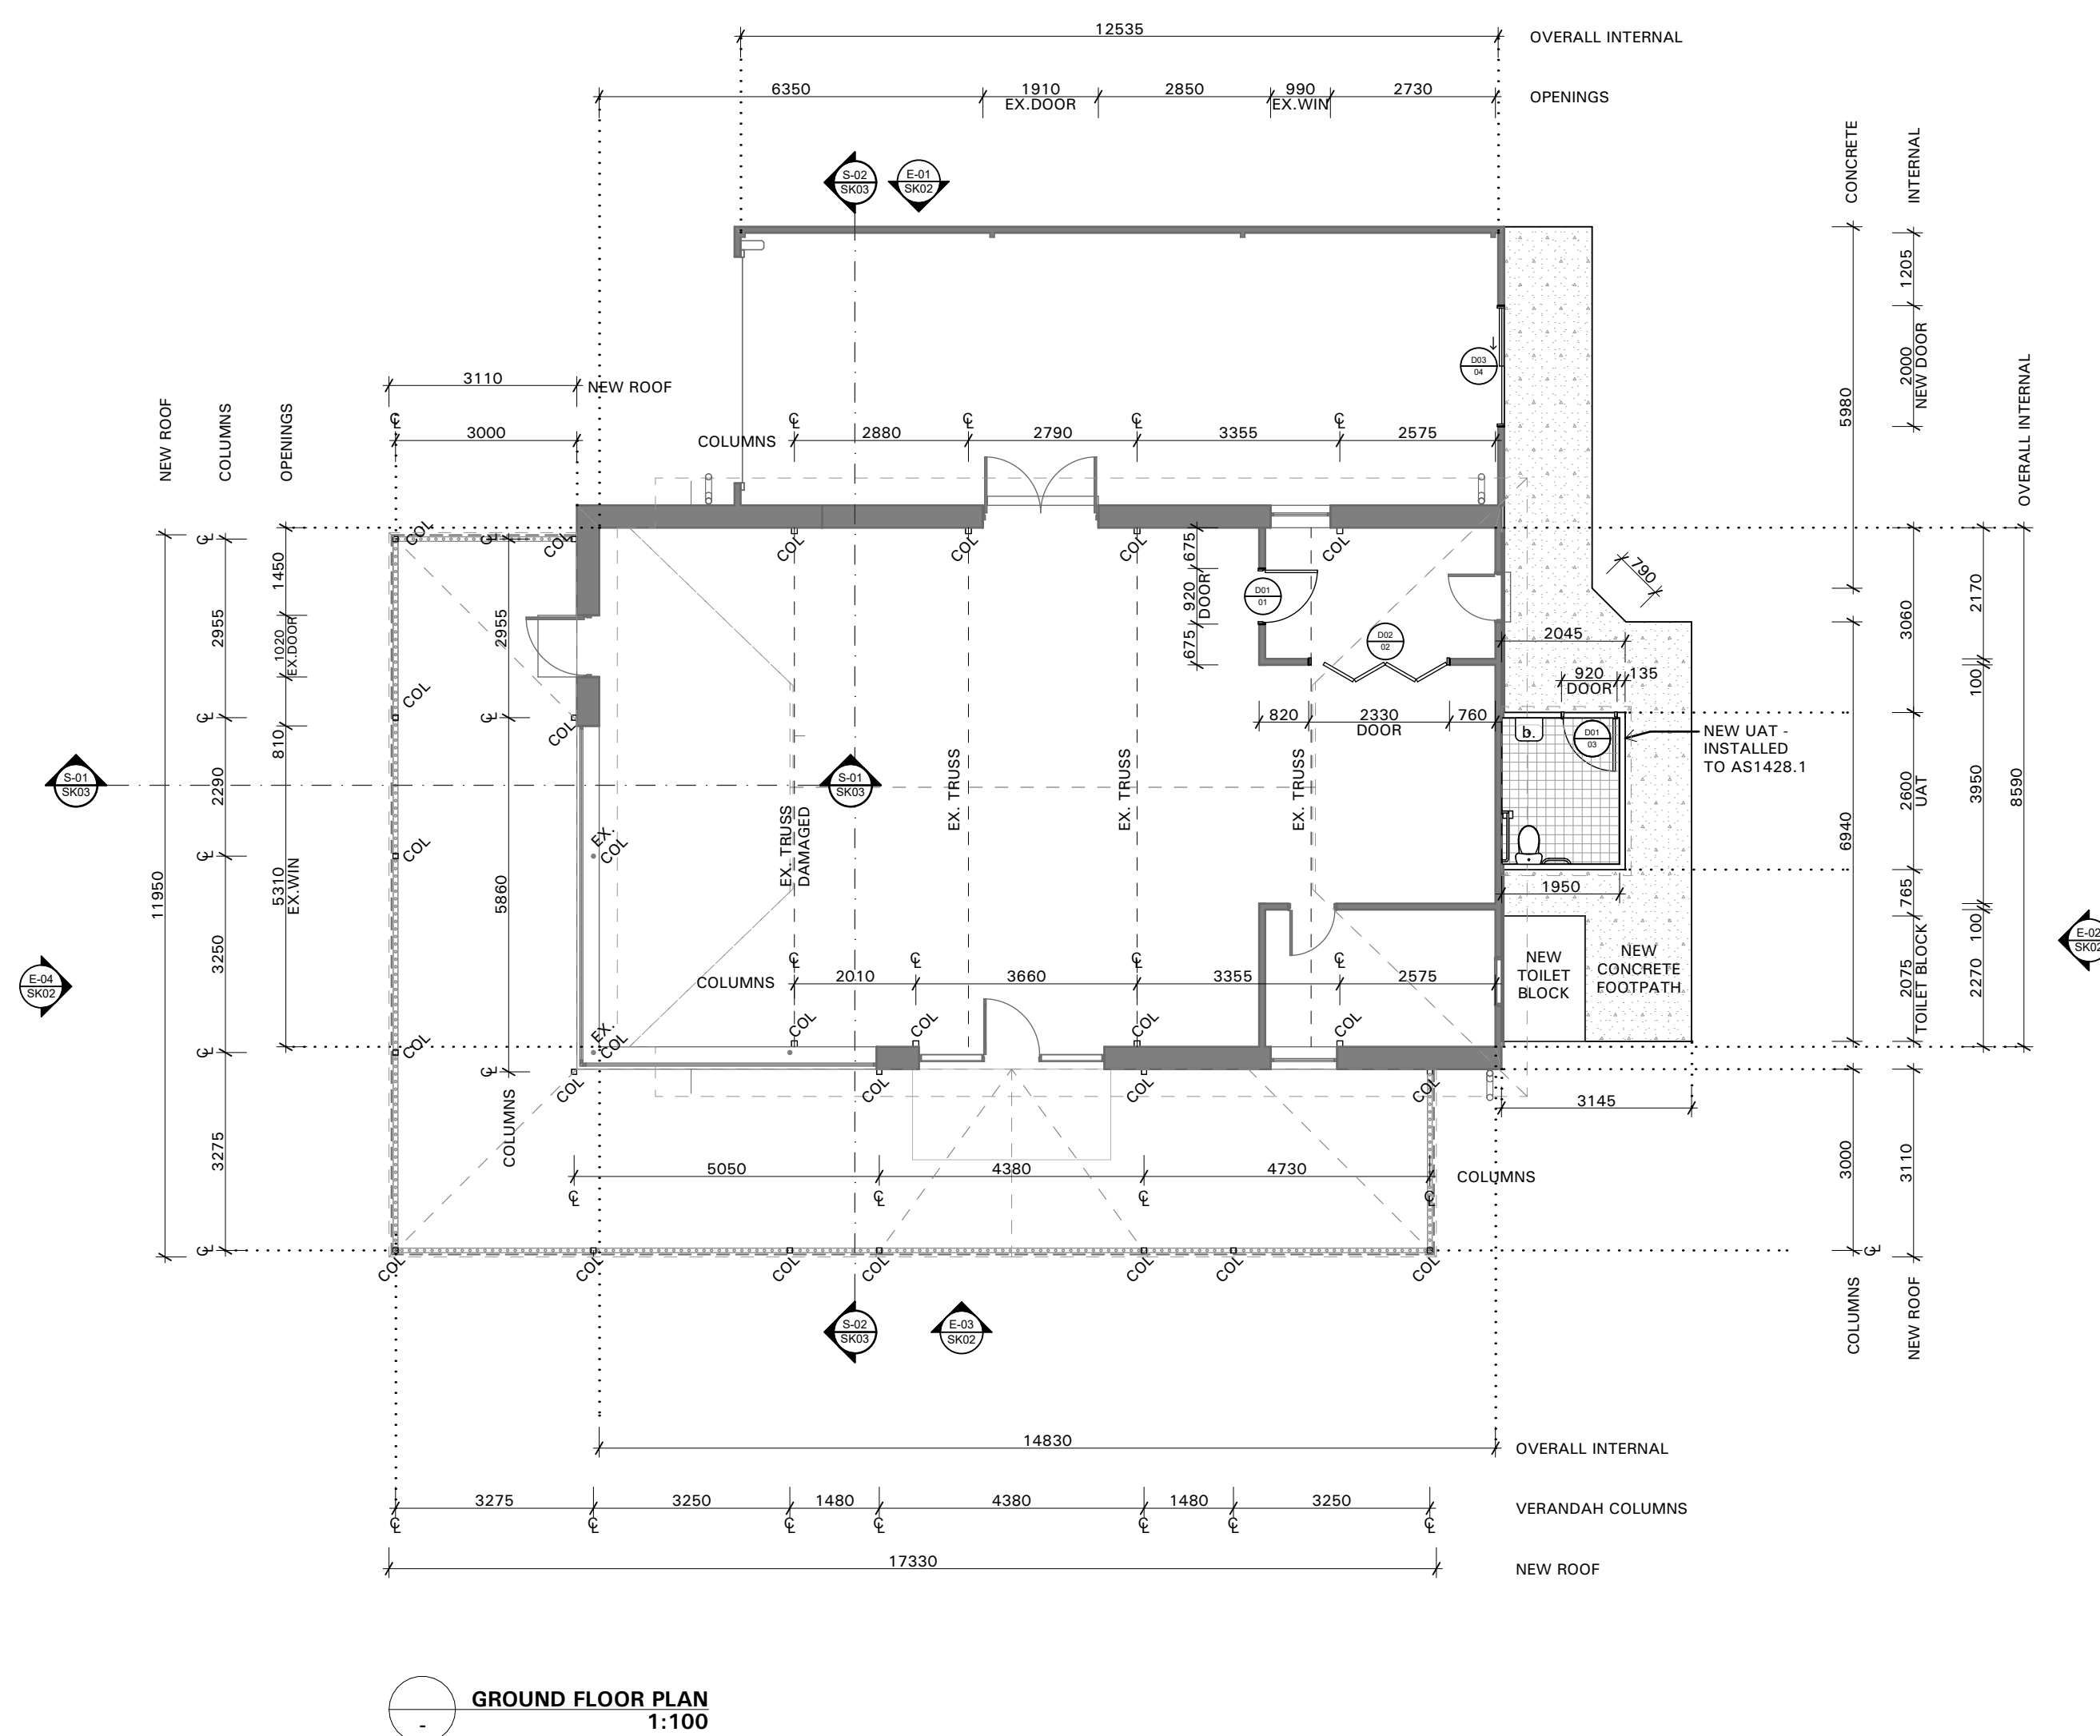 12535
OVERALL INTERNAL
6350
1910
EX.DOOR
2850
990
EX.WIN
2730
OPENINGS
CONCRETE
INTERNAL
S-02
SK03
E-01
SK02
1205
2000
NEW DOOR
D03
04
5980
OVERALL INTERNAL
3110
NEW ROOF
NEW ROOF
COLUMNS
OPENINGS
℄
3000
COLUMNS
℄
℄
℄
℄
2880
2790
3355
2575
℄
COL
℄
COL
COL
COL
COL
COL
1450
2955
1020
EX.DOOR
2955
675
920
DOOR
675
D01
01
D02
02
790
2170
3060
2045
100
920
DOOR
135
℄
COL
℄
COL
810
820
2330
DOOR
760
b.
D01
03
NEW UAT -
INSTALLED
TO AS1428.1
S-01
SK03
2290
S-01
SK03
EX. TRUSS
DAMAGED
EX. TRUSS
EX. TRUSS
EX. TRUSS
2600
UAT
3950
8590
6940
℄
COL
EX.
COL
11950
5310
EX.WIN
5860
1950
765
100
3250
E-04
SK02
COLUMNS
℄
℄
℄
℄
2010
3660
3355
2575
NEW
TOILET
BLOCK
NEW
CONCRETE
FOOTPATH
2075
TOILET BLOCK
2270
E-02
SK02
℄
COL
EX.
COL
COL
COL
COL
COL
℄
COL
COL
COL
COL
3145
3275
COLUMNS
5050
4380
4730
COLUMNS
3000
3110
℄
℄
℄
℄
℄
℄
COL
COL
COL
COL
COL
COL
COL
COLUMNS
NEW ROOF
S-02
SK03
E-03
SK02
14830
OVERALL INTERNAL
3275
3250
1480
4380
1480
3250
VERANDAH COLUMNS
℄
℄
℄
℄
℄
℄
℄
17330
NEW ROOF
GROUND FLOOR PLAN
-
1:100